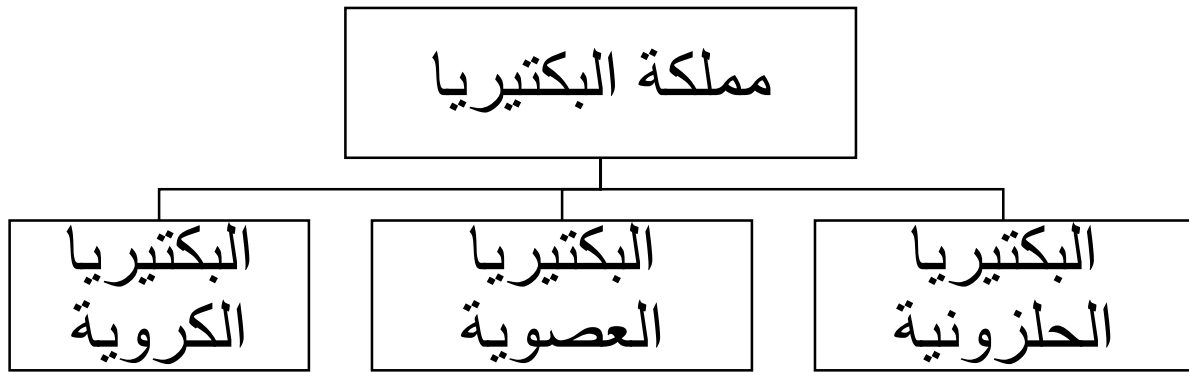 مملكة البكتيريا
البكتيريا
الحلزونية
البكتيريا
العصوية
البكتيريا
الكروية